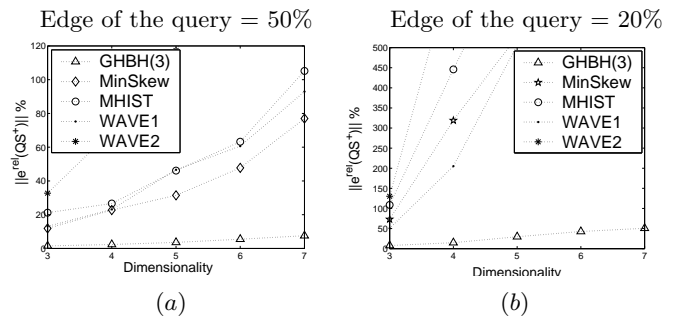 Edge of the query = 50%
120
100
80
60
40
20
0
3 4 5 6 7
||e^rel(QS^+)|| %
Dimensionality
GHBH(3)
MinSkew
MHIST
WAVE1
WAVE2
(a)
Edge of the query = 20%
500
450
400
350
300
250
200
150
100
50
0
3 4 5 6 7
||e^rel(QS^+)|| %
Dimensionality
GHBH(3)
MinSkew
MHIST
WAVE1
WAVE2
(b)